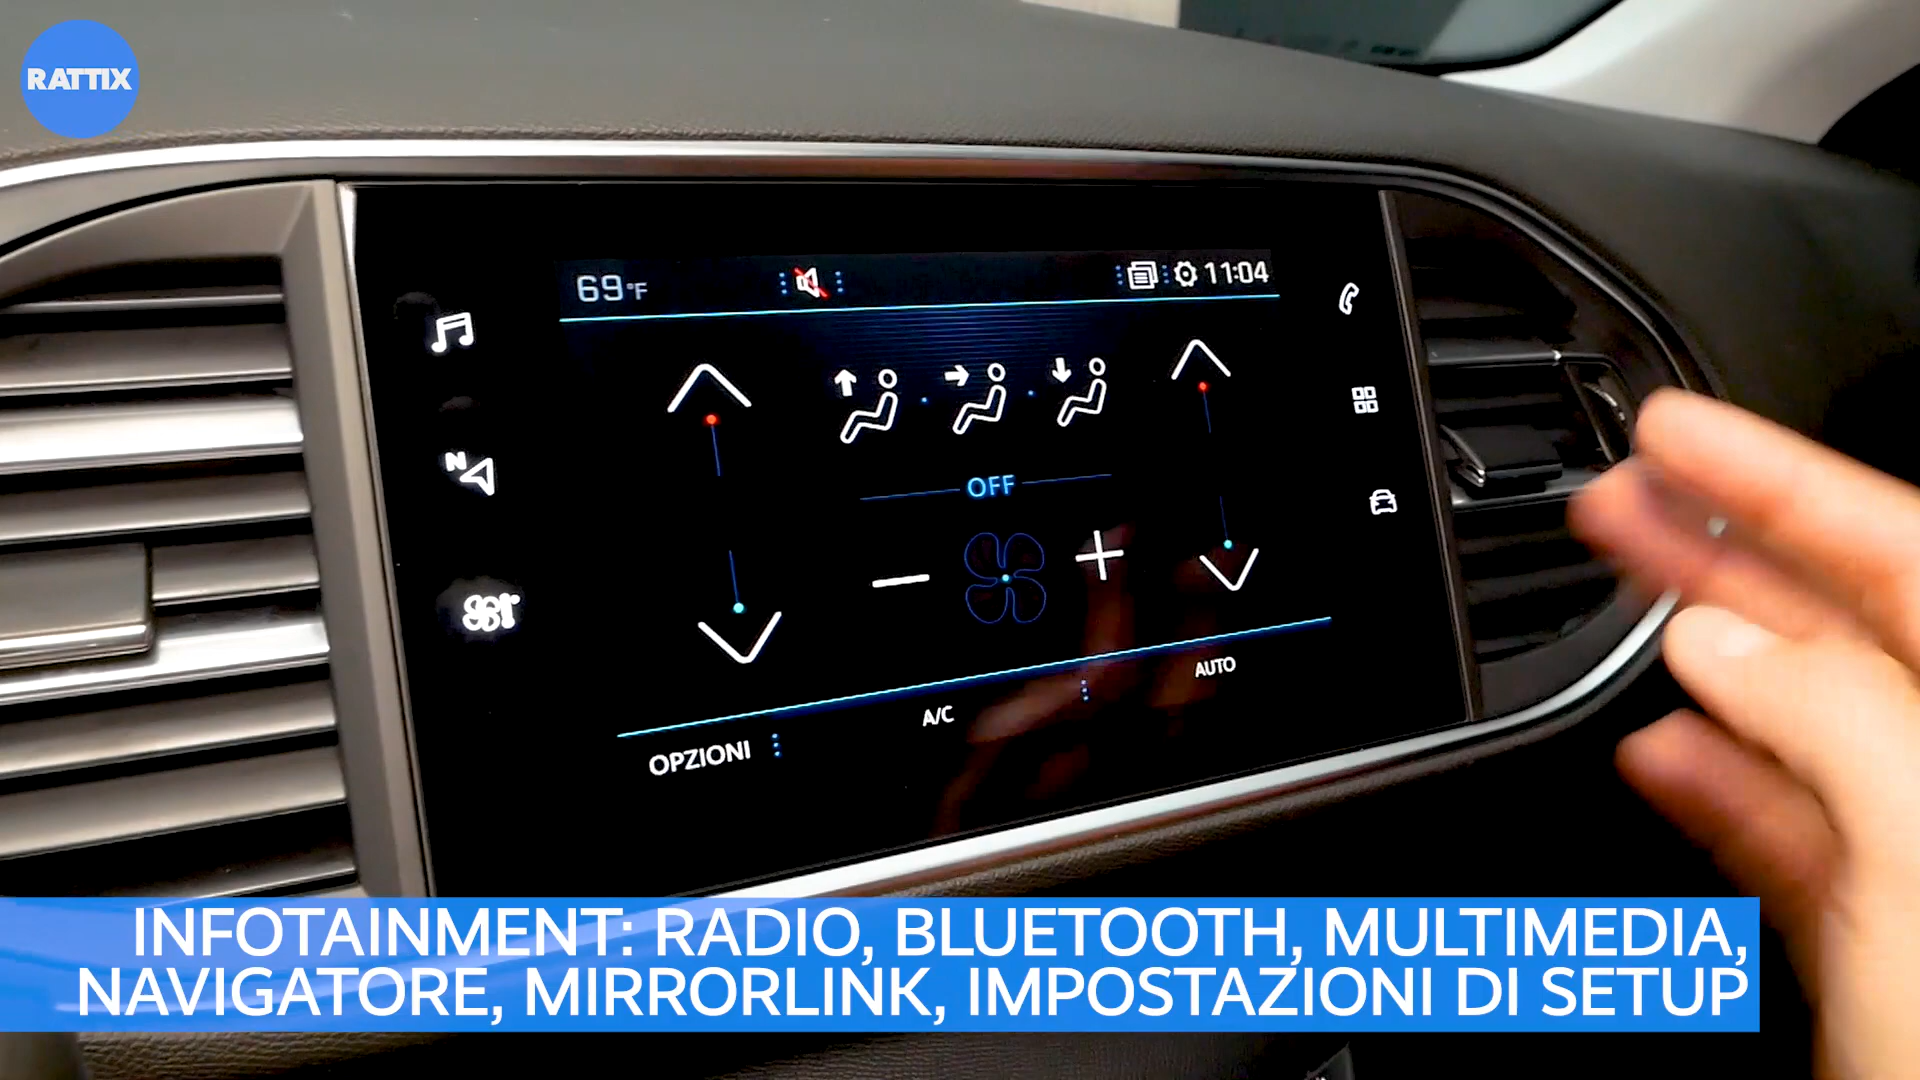 RATTIX
69°F
11:04
N
OFF
AUTO
A/C
OPZIONI
INFOTAINMENT: RADIO, BLUETOOTH, MULTIMEDIA,
NAVIGATORE, MIRRORLINK, IMPOSTAZIONI DI SETUP